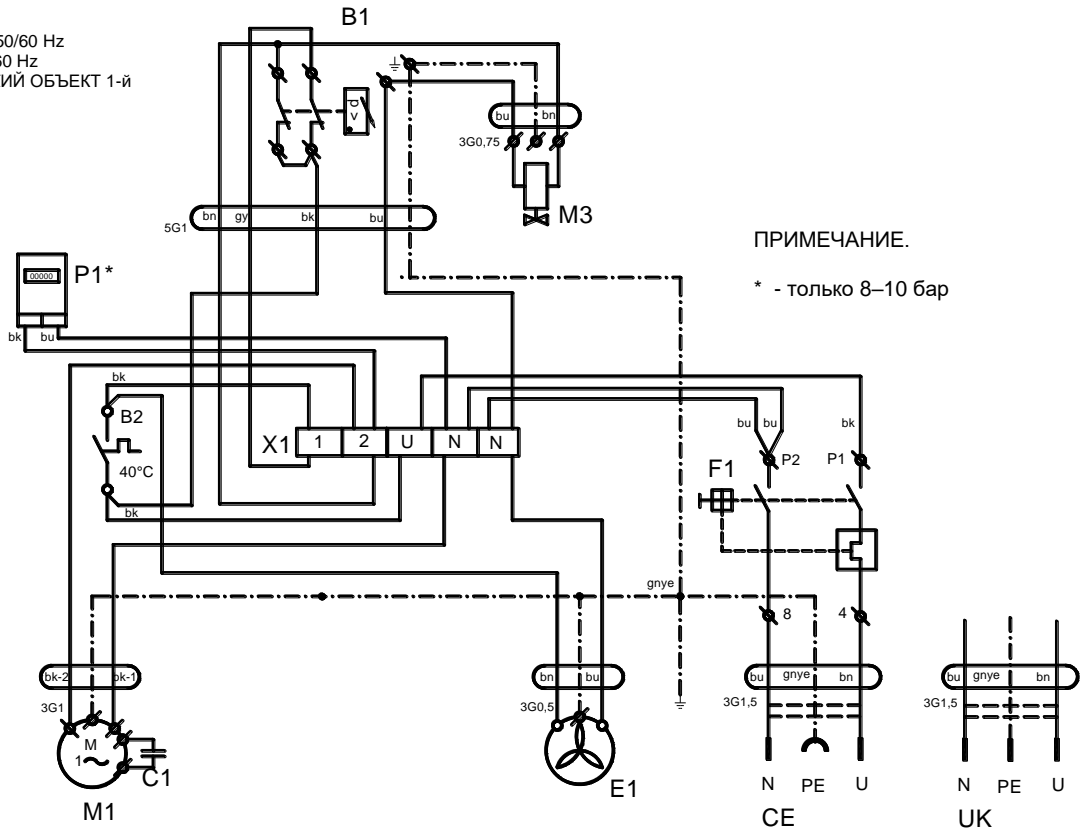 B1
50/60 Hz
60 Hz
ИЙ ОБЪЕКТ 1-й
v d
bu bn
3G0,75
M3
bn gy bk bu
5G1
ПРИМЕЧАНИЕ.
* - только 8–10 бар
00000
P1*
bk bu
bk
B2
40°C
bk
X1 1 2 U N N
bu bu bk
P2 P1
F1
gnye
8 4
bk-2 bk-1
3G1
M
1
C1
M1
bn bu
3G0,5
E1
bu gnye bn
3G1,5
N PE U
CE
bu gnye bn
3G1,5
N PE U
UK